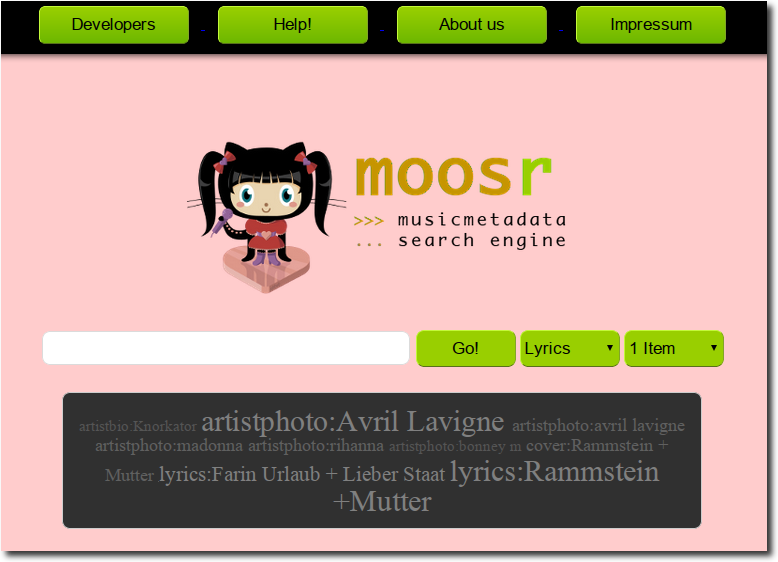 Developers - Help! - About us - Impressum
moosr
>>> musicmetadata
... search engine
Go! Lyrics 1 Item
artistbio:Knorkator artistphoto:Avril Lavigne artistphoto:avril lavigne
artistphoto:madonna artistphoto:rihanna artistphoto:bonney m cover:Rammstein +
Mutter lyrics:Farin Urlaub + Lieber Staat lyrics:Rammstein
+Mutter